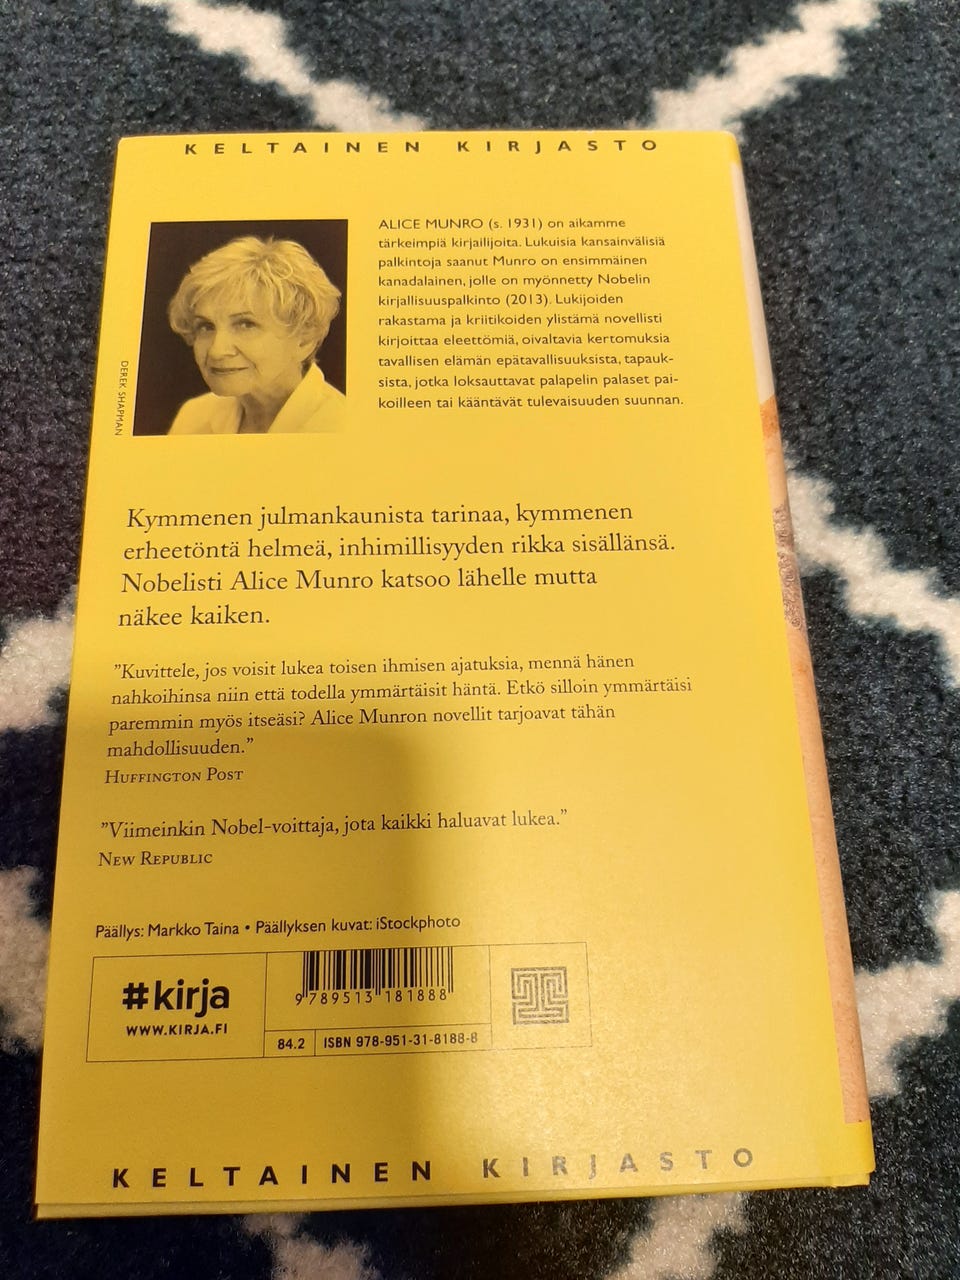 KELTAINEN KIRJASTO
ALICE MUNRO (s. 1931) on aikamme
tärkeimpiä kirjailijoita. Lukuisia kansainvälisiä
palkintoja saanut Munro on ensimmäinen
kanadalainen, jolle on myönnetty Nobelin
kirjallisuuspalkinto (2013). Lukijoiden
rakastama ja kriitikoiden ylistämä novellisti
kirjoittaa eleettömiä, oivaltavia kertomuksia
tavallisen elämän epätavallisuuksista, tapauk-
sista, jotka loksauttavat palapelin palaset pai-
koilleen tai kääntävät tulevaisuuden suunnan.
DEREK SHAPMAN
Kymmenen julmankaunista tarinaa, kymmenen
erheetöntä helmeä, inhimillisyyden rikka sisällänsä.
Nobelisti Alice Munro katsoo lähelle mutta
näkee kaiken.
”Kuvittele, jos voisit lukea toisen ihmisen ajatuksia, mennä hänen
nahkoihinsa niin että todella ymmärtäisit häntä. Etkö silloin ymmärtäisi
paremmin myös itseäsi? Alice Munron novellit tarjoavat tähän
mahdollisuuden.”
HUFFINGTON POST
”Viimeinkin Nobel-voittaja, jota kaikki haluavat lukea.”
NEW REPUBLIC
Päällys: Markko Taina • Päällyksen kuvat: iStockphoto
#kirja
WWW.KIRJA.FI
9 789513 181888
84.2 ISBN 978-951-31-8188-8
KELTAINEN KIRJASTO